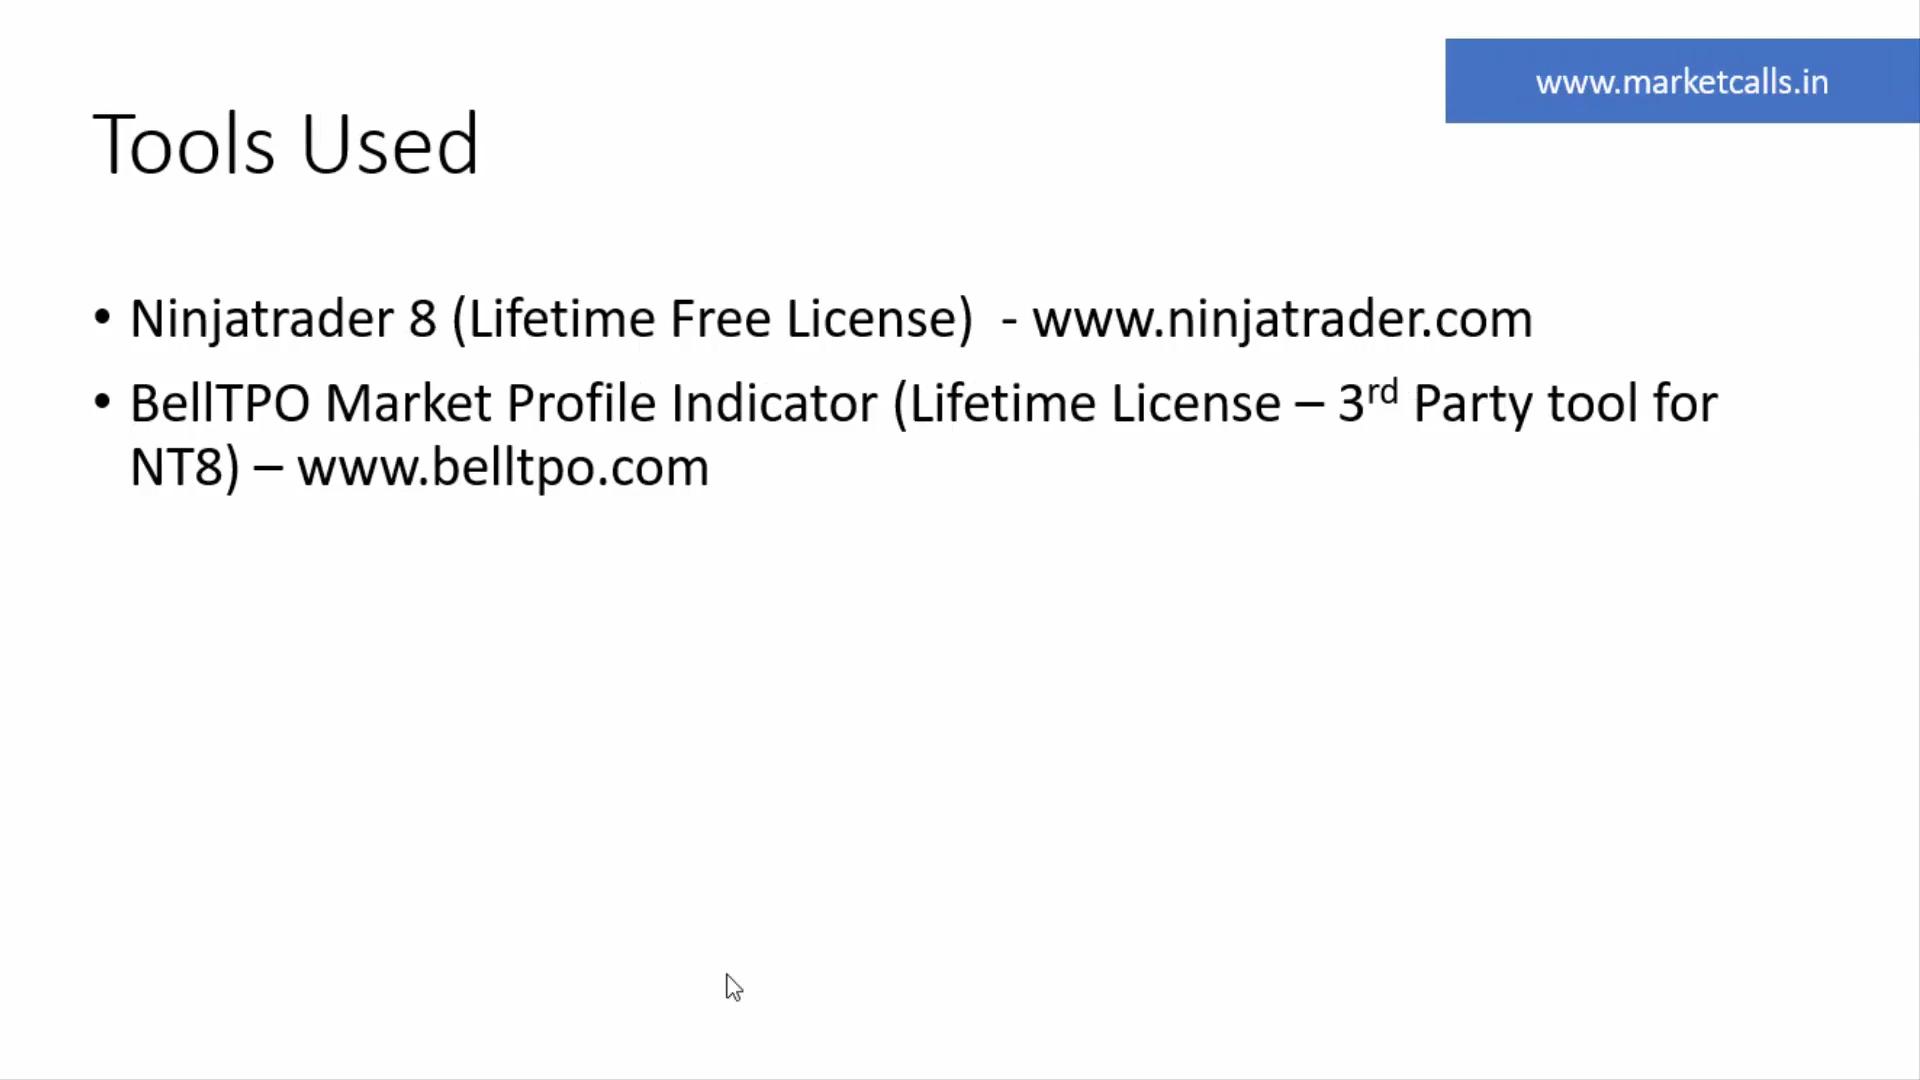 www.marketcalls.in
Tools Used
• Ninjatrader 8 (Lifetime Free License)  - www.ninjatrader.com
• BellTPO Market Profile Indicator (Lifetime License – 3rd Party tool for
NT8) – www.belltpo.com